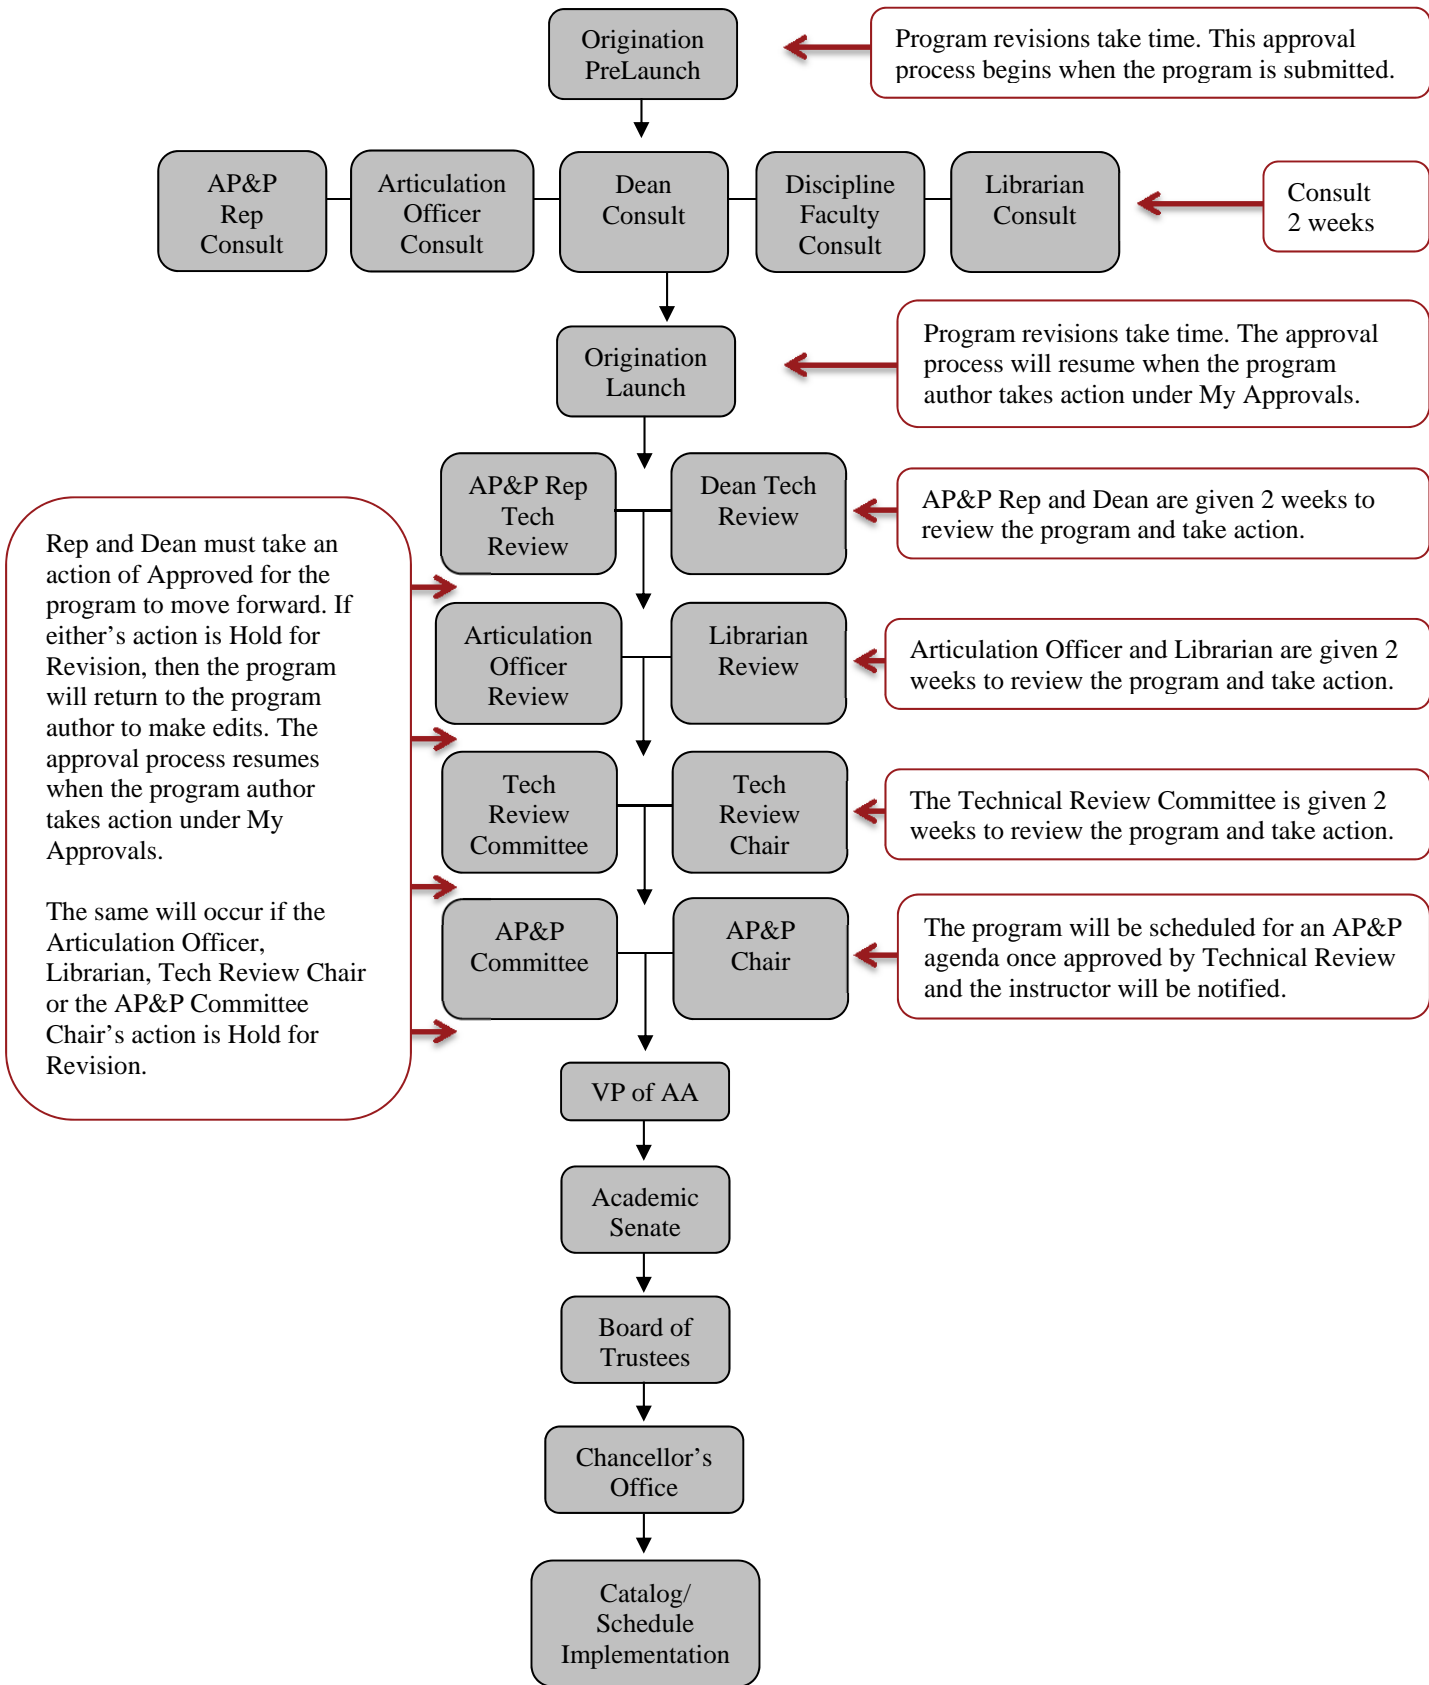 Origination
PreLaunch
Program revisions take time. This approval
process begins when the program is submitted.
AP&P
Rep
Consult
Articulation
Officer
Consult
Dean
Consult
Discipline
Faculty
Consult
Librarian
Consult
Consult
2 weeks
Origination
Launch
Program revisions take time. The approval
process will resume when the program
author takes action under My Approvals.
AP&P Rep
Tech
Review
Dean Tech
Review
AP&P Rep and Dean are given 2 weeks to
review the program and take action.
Rep and Dean must take an
action of Approved for the
program to move forward. If
either’s action is Hold for
Revision, then the program
will return to the program
author to make edits. The
approval process resumes
when the program author
takes action under My
Approvals.
The same will occur if the
Articulation Officer,
Librarian, Tech Review Chair
or the AP&P Committee
Chair’s action is Hold for
Revision.
Articulation
Officer
Review
Librarian
Review
Articulation Officer and Librarian are given 2
weeks to review the program and take action.
Tech
Review
Committee
Tech
Review
Chair
The Technical Review Committee is given 2
weeks to review the program and take action.
AP&P
Committee
AP&P
Chair
The program will be scheduled for an AP&P
agenda once approved by Technical Review
and the instructor will be notified.
VP of AA
Academic
Senate
Board of
Trustees
Chancellor’s
Office
Catalog/
Schedule
Implementation